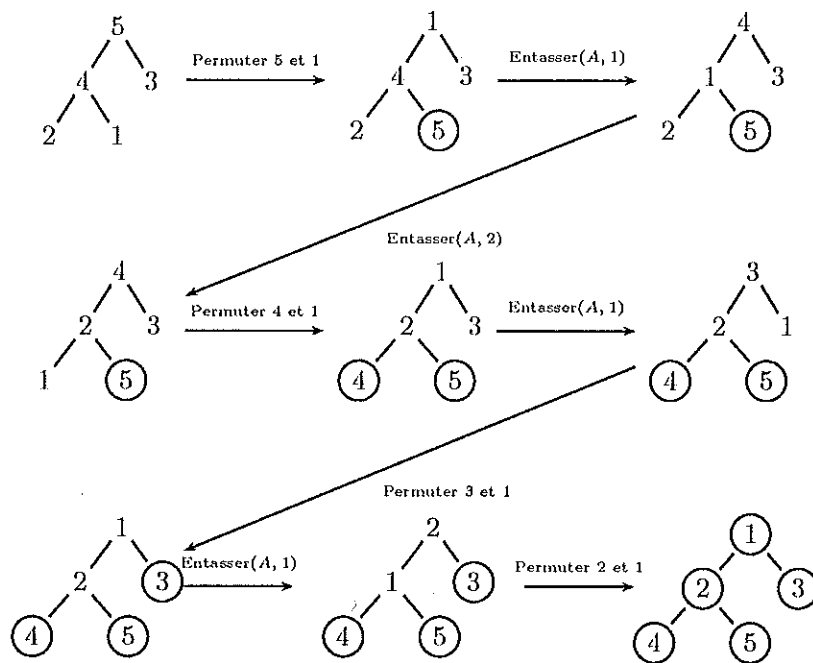 5 1 4
Permuter 5 et 1 Entasser(A, 1)
4 3 4 3 1 3
2 1 2 5 2 5
Entasser(A, 2)
4 1 3
Permuter 4 et 1 Entasser(A, 1)
2 3 2 3 2 1
1 5 4 5 4 5
Permuter 3 et 1
1 2 1
Entasser(A, 1) Permuter 2 et 1
2 3 1 3 2 3
4 5 4 5 4 5